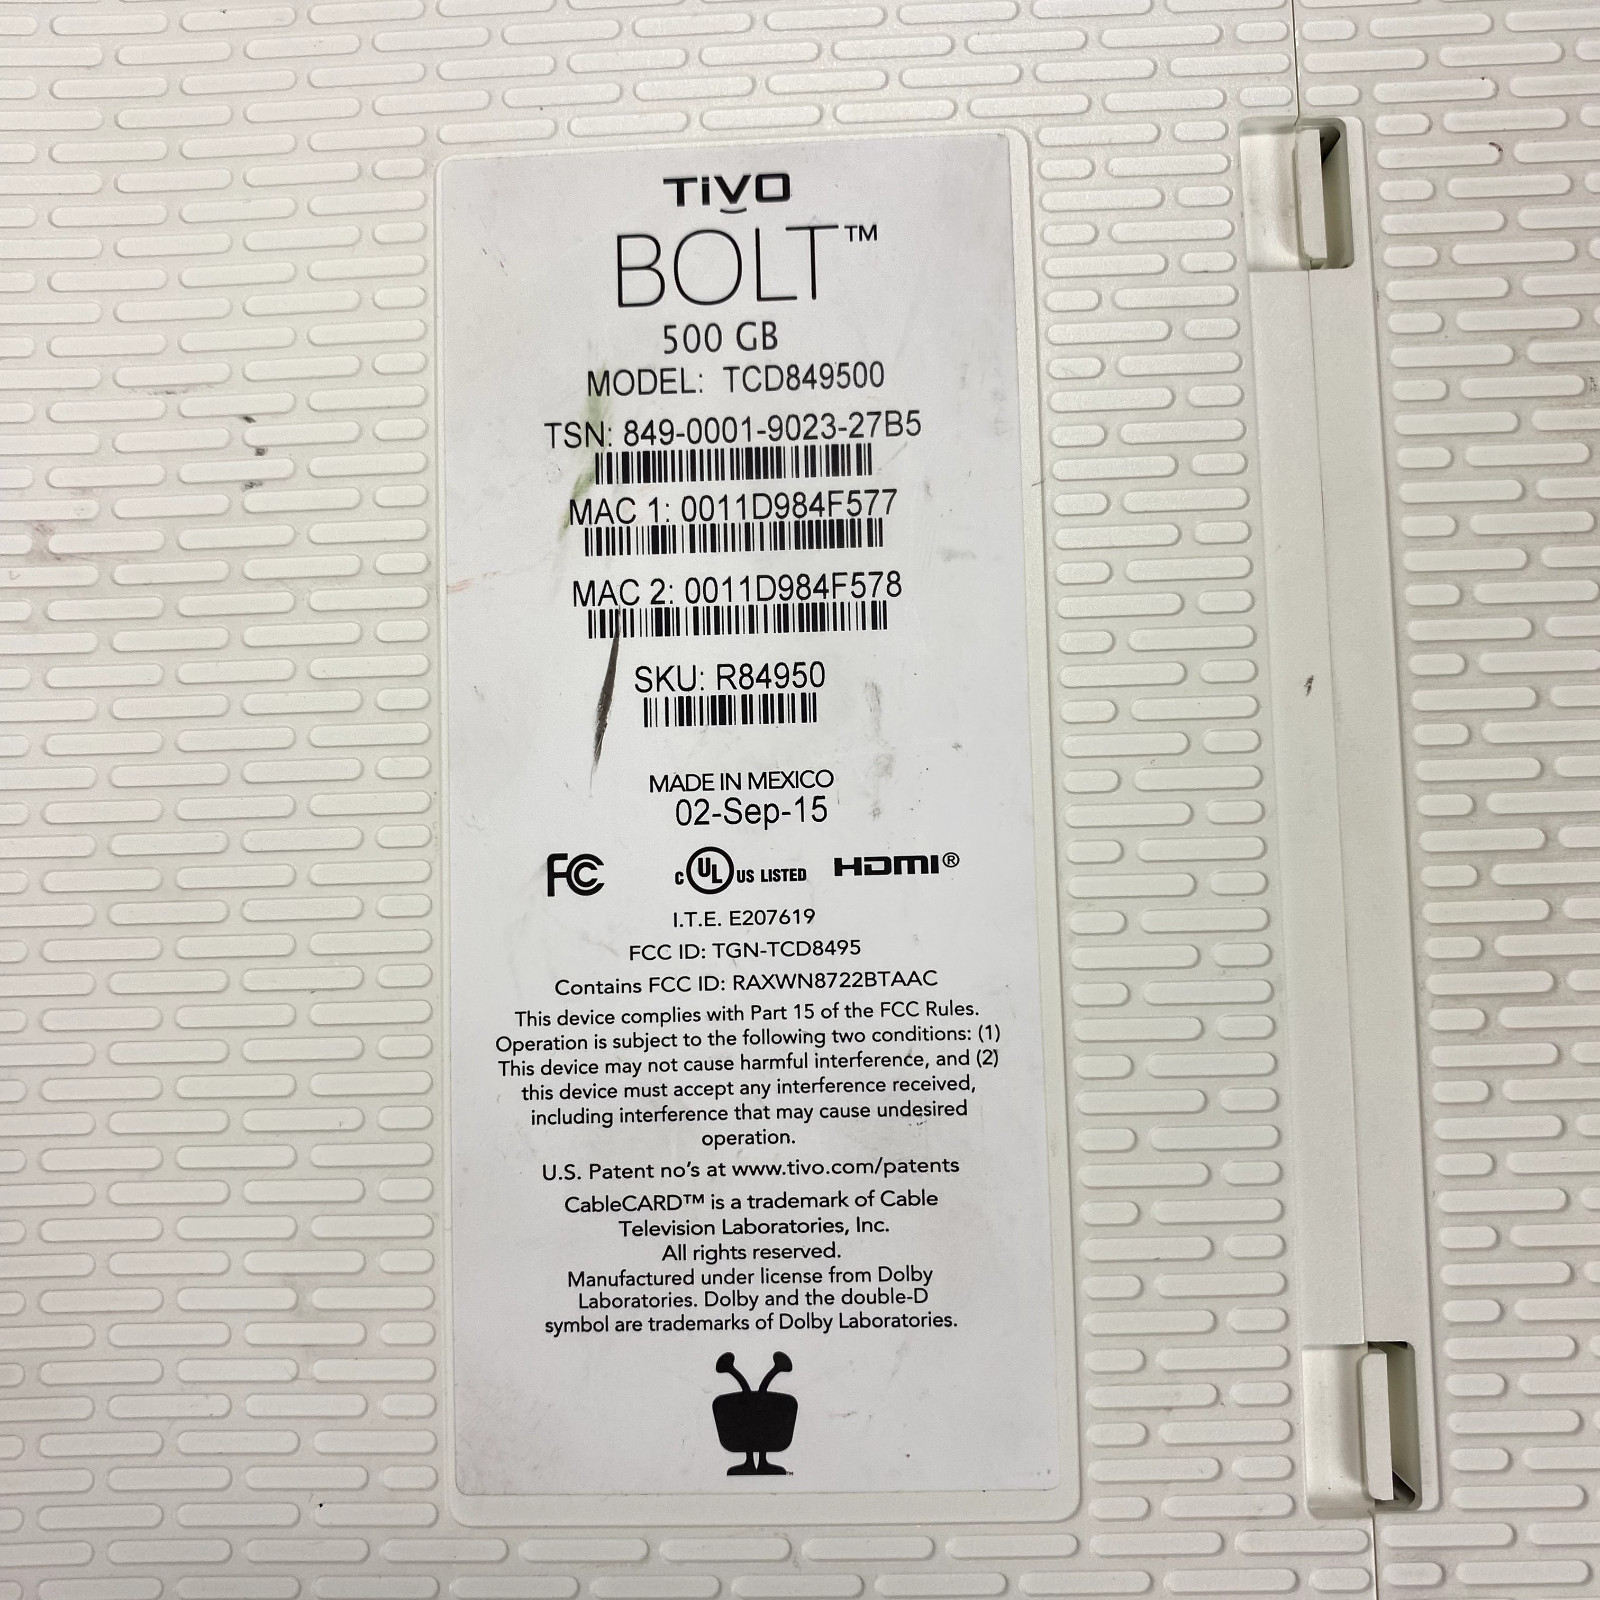 TiVO
BOLT™
500 GB
MODEL: TCD849500
TSN: 849-0001-9023-27B5
MAC 1: 0011D984F577
MAC 2: 0011D984F578
SKU: R84950
MADE IN MEXICO
02-Sep-15
FC c UL US LISTED HDMI®
I.T.E. E207619
FCC ID: TGN-TCD8495
Contains FCC ID: RAXWN8722BTAAC
This device complies with Part 15 of the FCC Rules.
Operation is subject to the following two conditions: (1)
This device may not cause harmful interference, and (2)
this device must accept any interference received,
including interference that may cause undesired
operation.
U.S. Patent no's at www.tivo.com/patents
CableCARD™ is a trademark of Cable
Television Laboratories, Inc.
All rights reserved.
Manufactured under license from Dolby
Laboratories. Dolby and the double-D
symbol are trademarks of Dolby Laboratories.
™